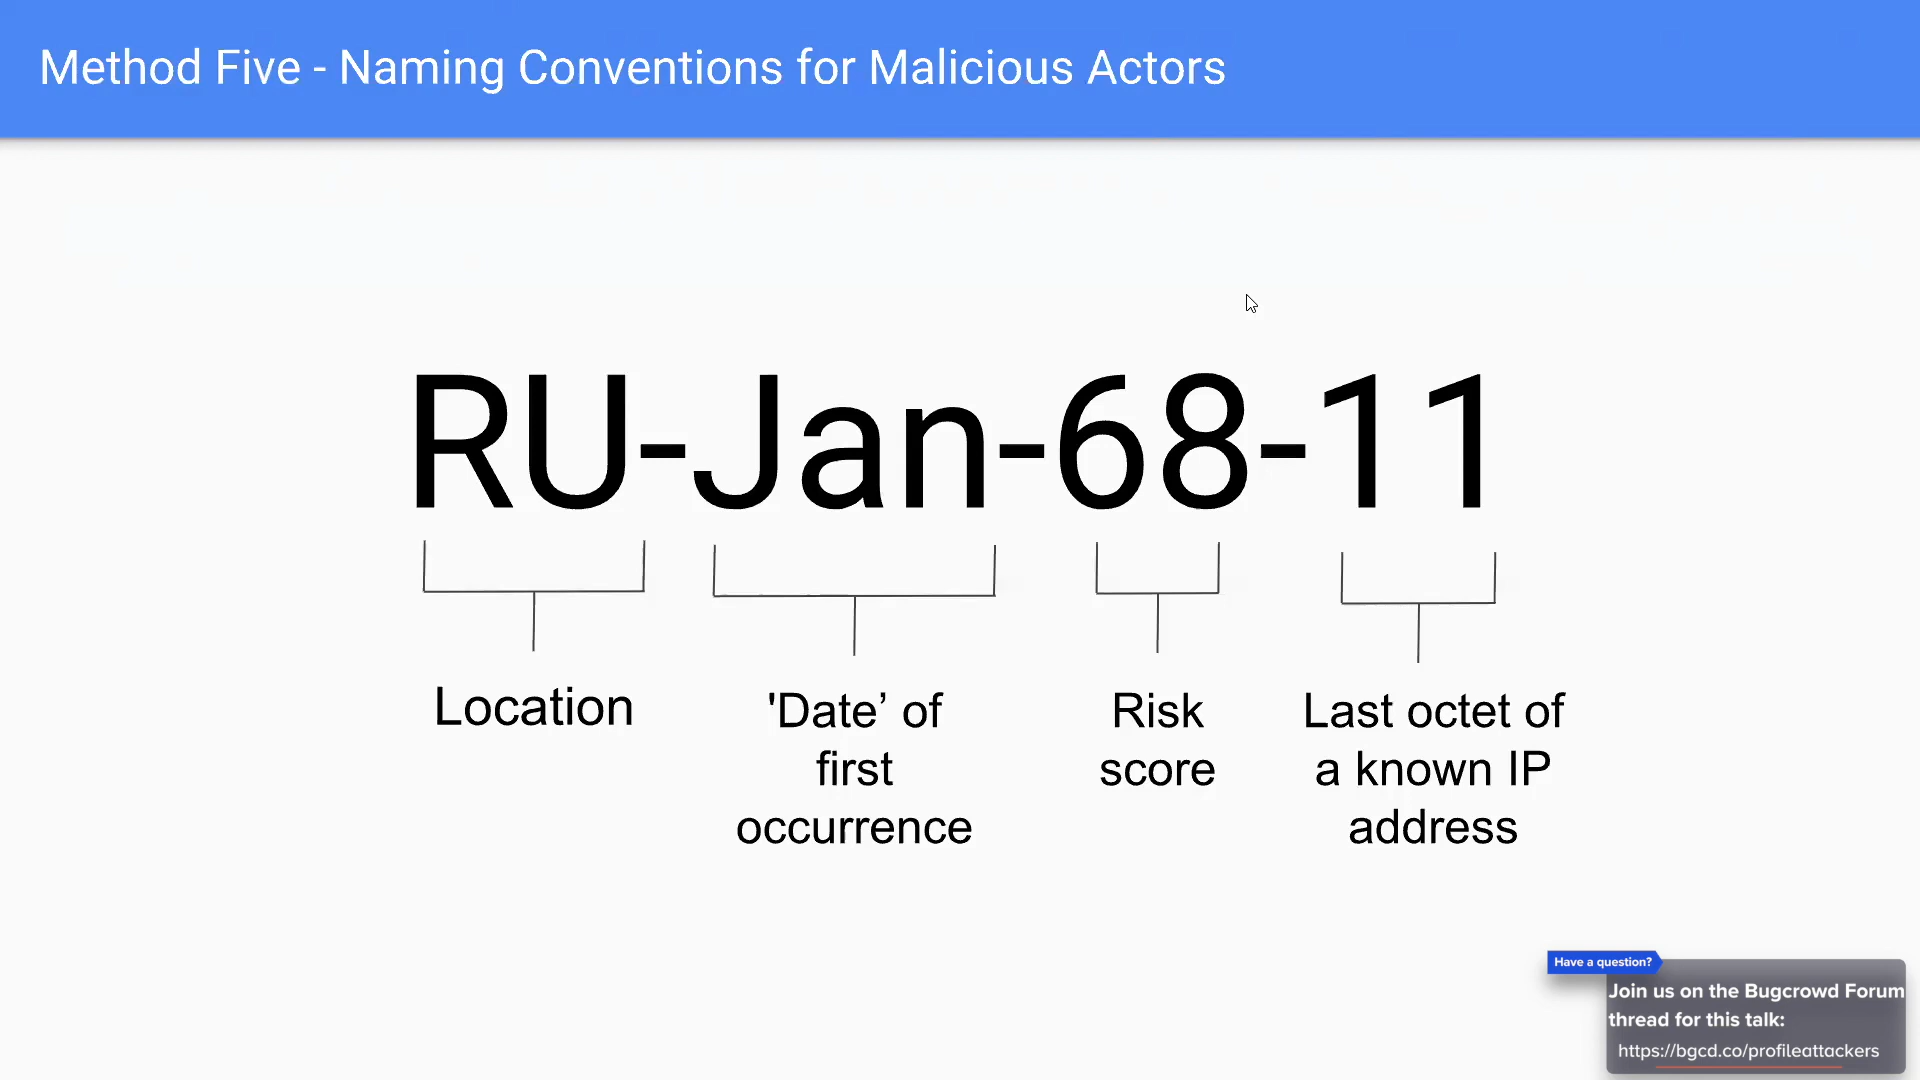 Method Five - Naming Conventions for Malicious Actors
RU-Jan-68-11
Location
'Date’ of
first
occurrence
Risk
score
Last octet of
a known IP
address
Have a question?
Join us on the Bugcrowd Forum
thread for this talk:
https://bgcd.co/profileattackers